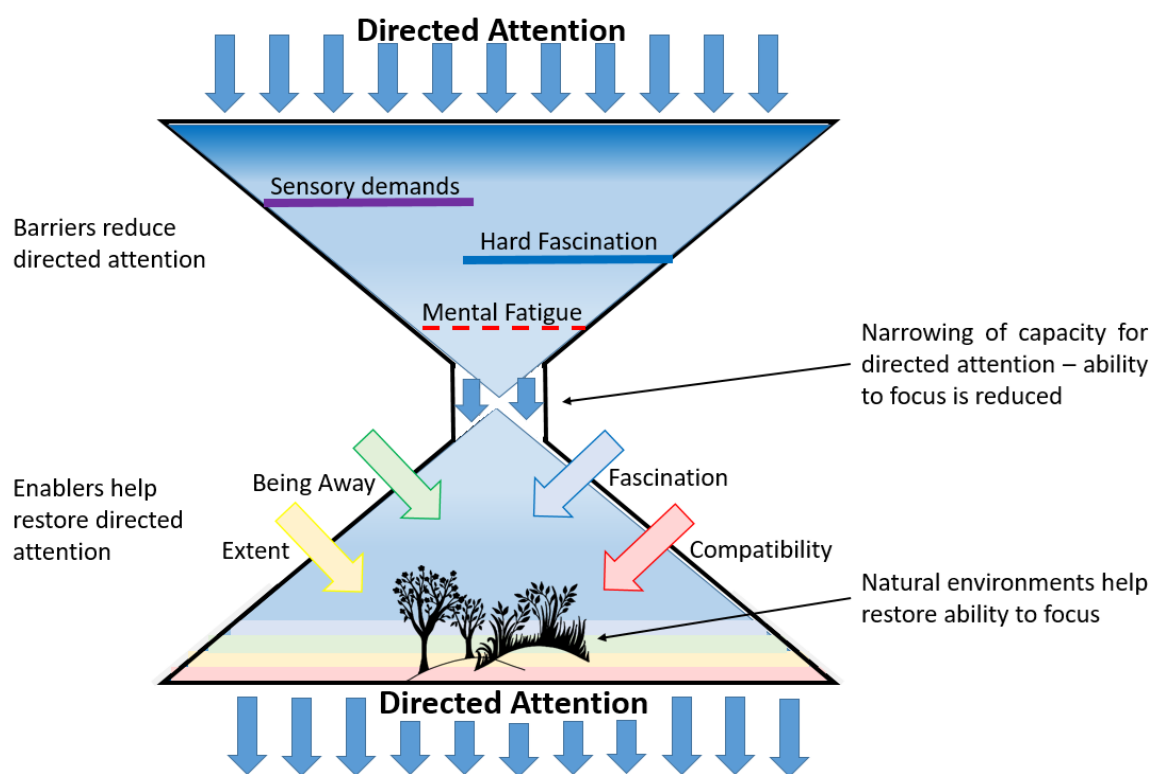 Directed Attention
Sensory demands
Barriers reduce
directed attention
Hard Fascination
Mental Fatigue
Narrowing of capacity for
directed attention – ability
to focus is reduced
Being Away
Fascination
Enablers help
restore directed
attention
Extent
Compatibility
Natural environments help
restore ability to focus
Directed Attention